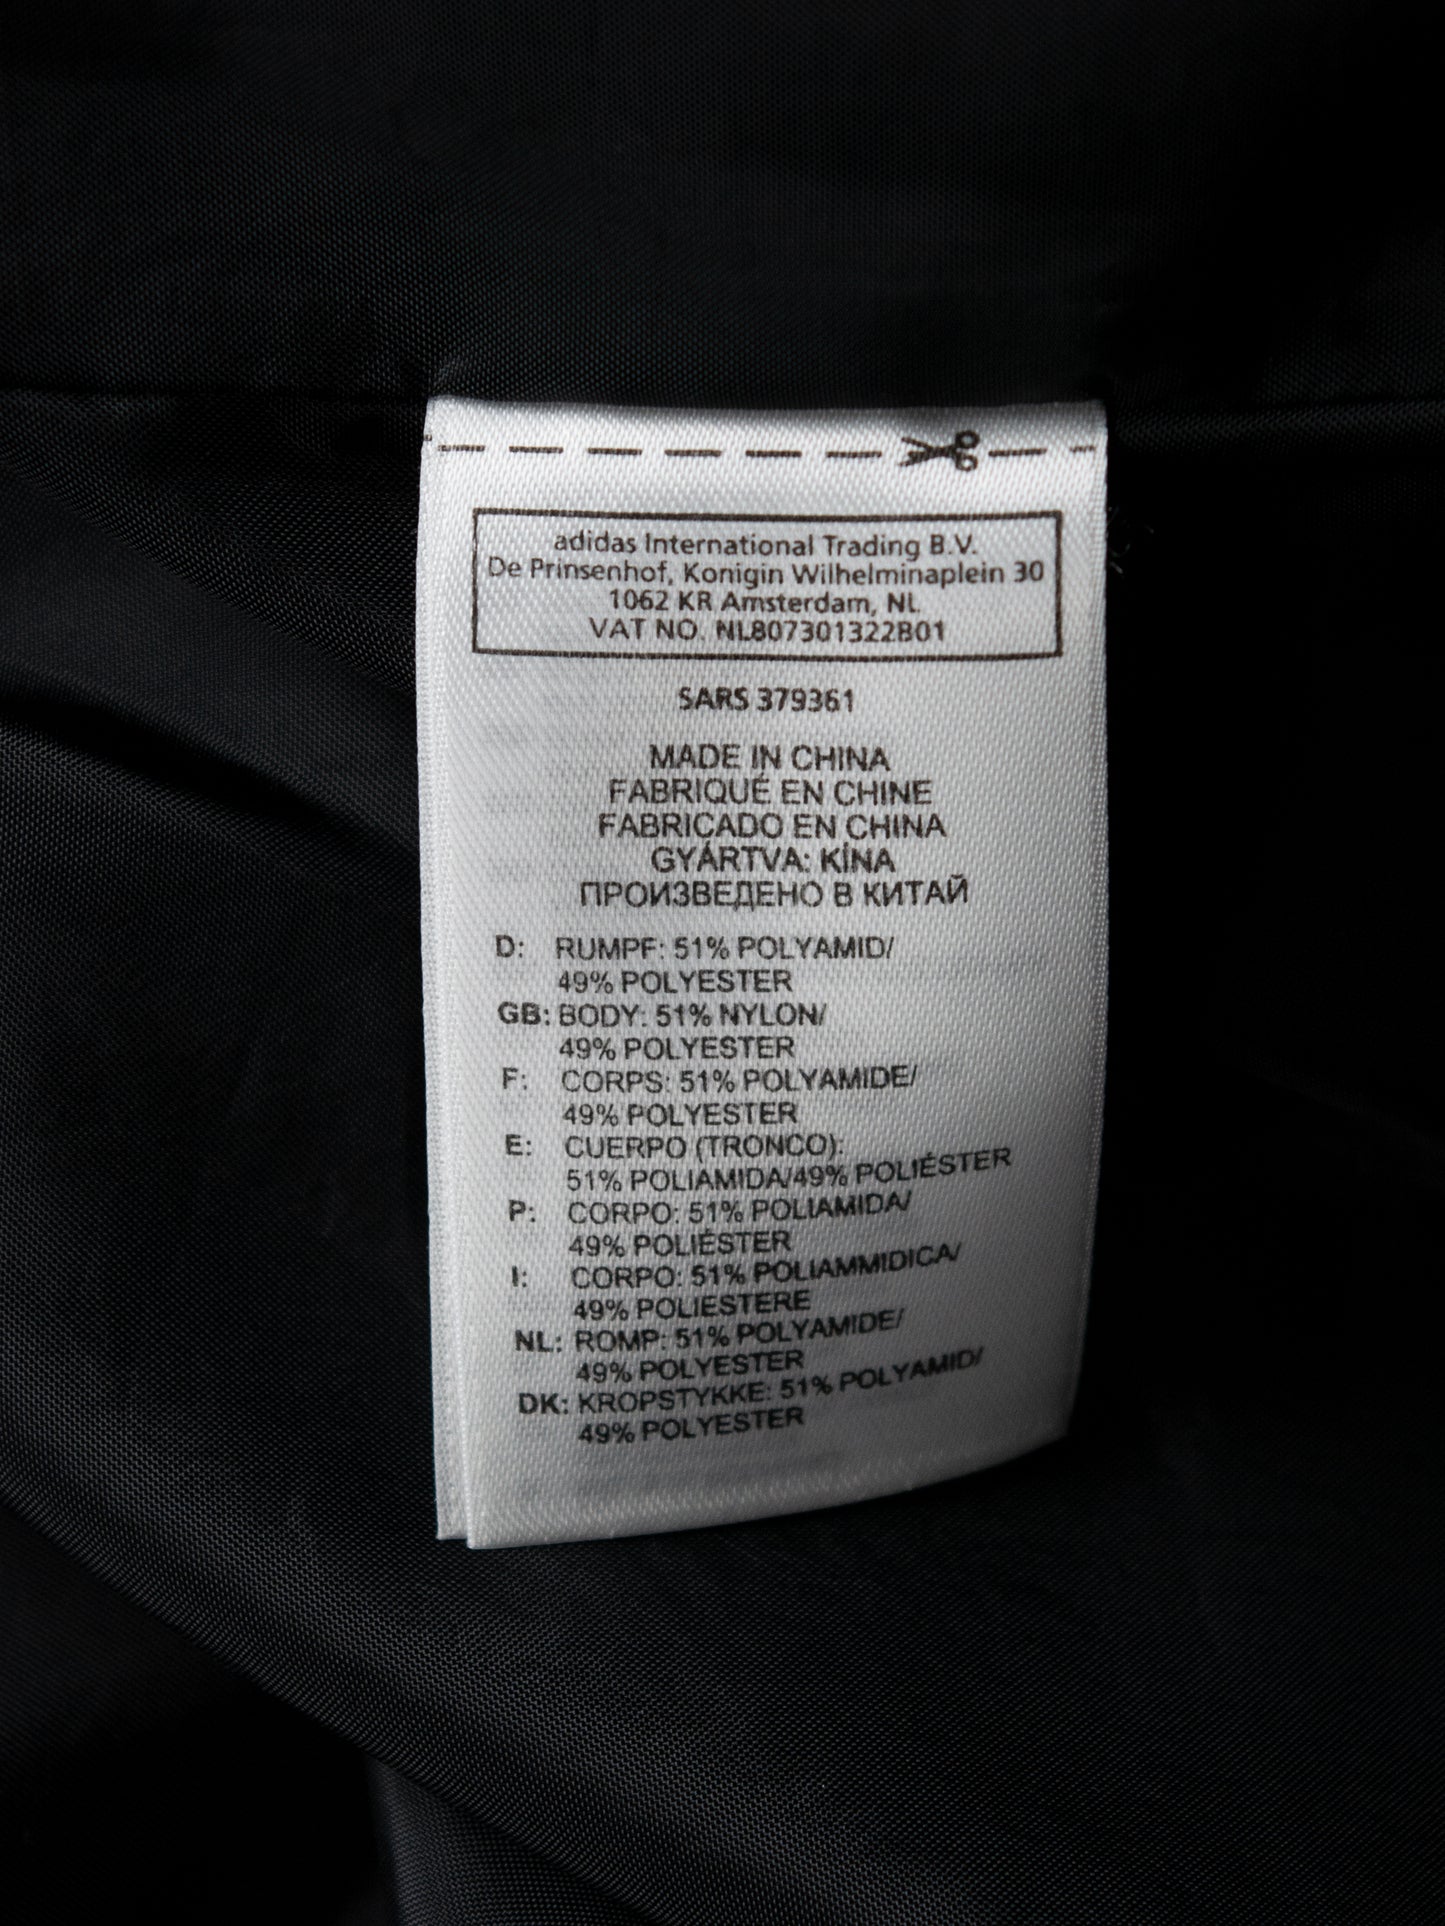 adidas International Trading B.V.
De Prinsenhof, Konigin Wilhelminaplein 30
1062 KR Amsterdam, NL
VAT NO. NL807301322B01
SARS 379361
MADE IN CHINA
FABRIQUÉ EN CHINE
FABRICADO EN CHINA
GYÁRTVA: KÍNA
ПРОИЗВЕДЕНО В КИТАЙ
D: RUMPF: 51% POLYAMID/
49% POLYESTER
GB: BODY: 51% NYLON/
49% POLYESTER
F: CORPS: 51% POLYAMIDE/
49% POLYESTER
E: CUERPO (TRONCO):
51% POLIAMIDA/49% POLIÉSTER
P: CORPO: 51% POLIAMIDA/
49% POLIÉSTER
I: CORPO: 51% POLIAMMIDICA/
49% POLIESTERE
NL: ROMP: 51% POLYAMIDE/
49% POLYESTER
DK: KROPSTYKKE: 51% POLYAMID/
49% POLYESTER